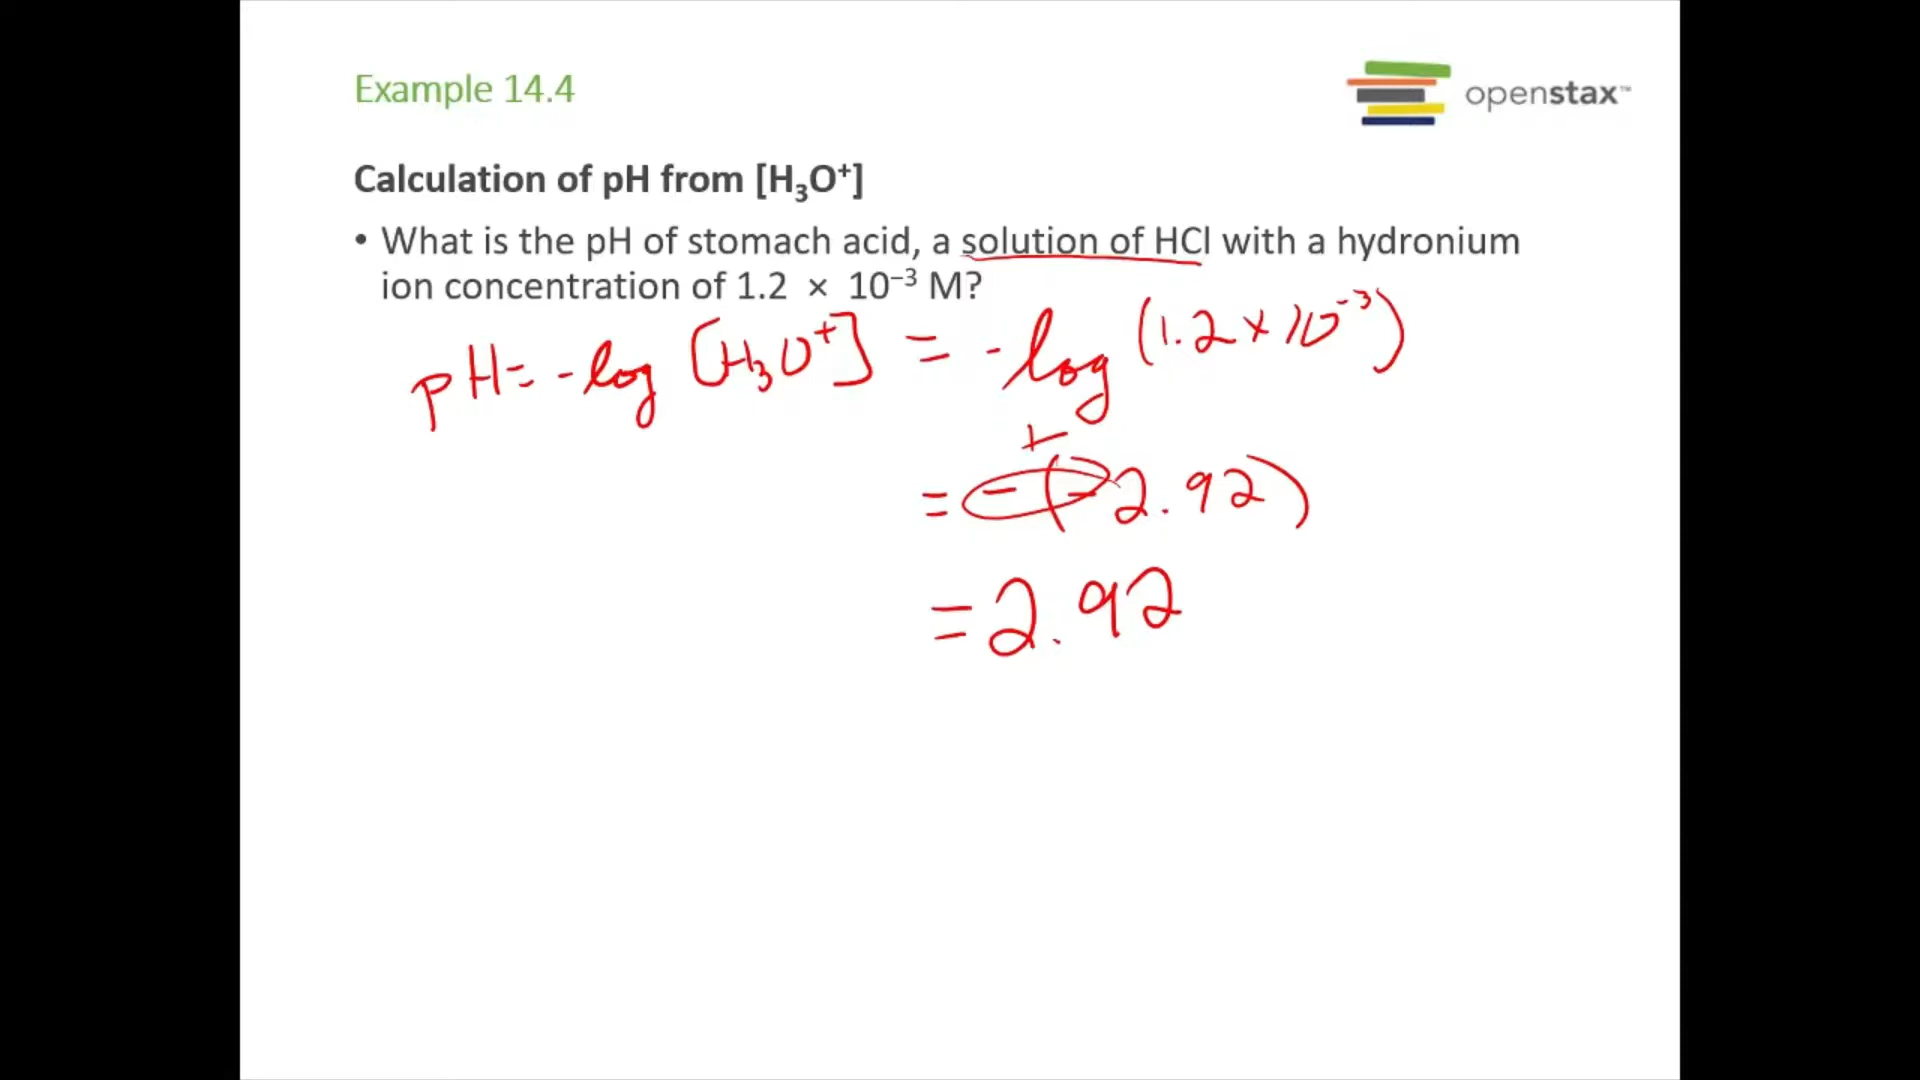 Example 14.4
openstax™
Calculation of pH from [H₃O⁺]
• What is the pH of stomach acid, a solution of HCl with a hydronium
ion concentration of 1.2 × 10⁻³ M?
pH = -log [H₃O⁺] = -log (1.2 x 10⁻³)
+
= - (-2.92)
= 2.92